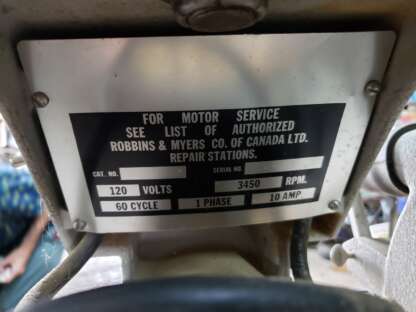 FOR MOTOR SERVICE
SEE LIST OF AUTHORIZED
ROBBINS & MYERS CO. OF CANADA LTD.
REPAIR STATIONS.
CAT. NO. SERIAL NO.
120 VOLTS 3450 RPM.
60 CYCLE 1 PHASE 10 AMP